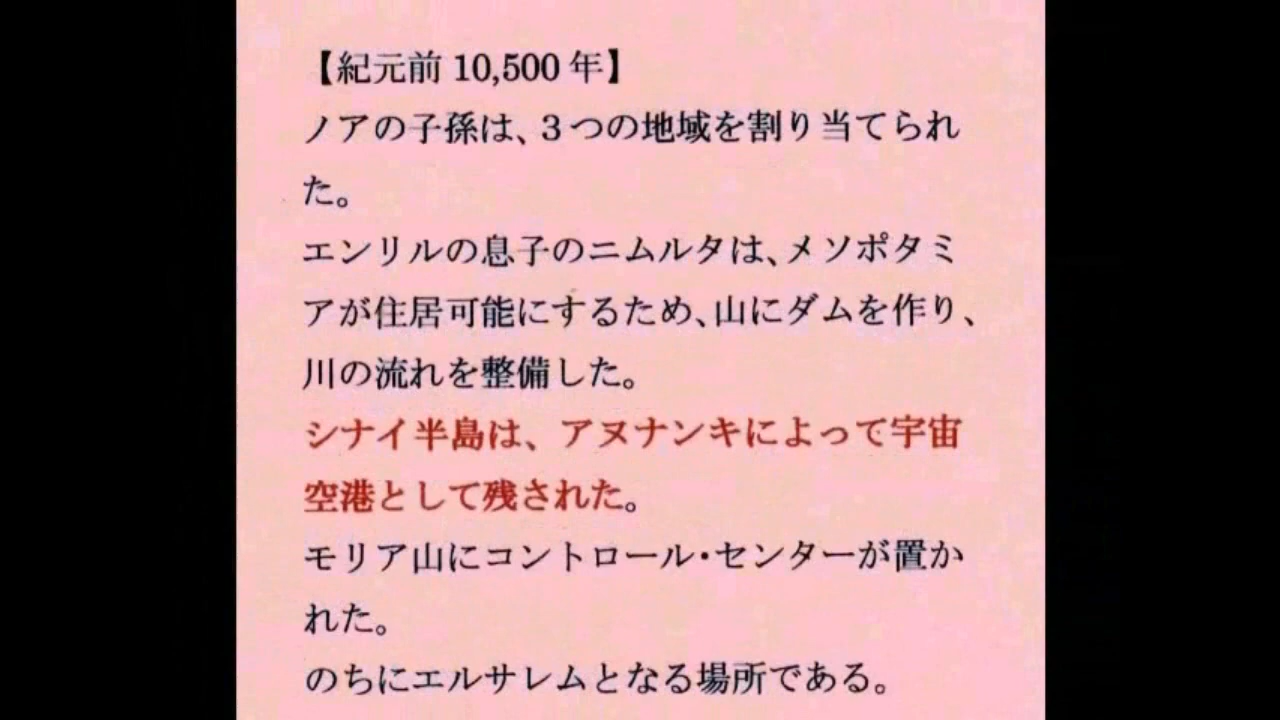 【紀元前 10,500 年】
ノアの子孫は、３つの地域を割り当てられ
た。
エンリルの息子のニムルタは、メソポタミ
アが住居可能にするため、山にダムを作り、
川の流れを整備した。
シナイ半島は、アヌナンキによって宇宙
空港として残された。
モリア山にコントロール・センターが置か
れた。
のちにエルサレムとなる場所である。